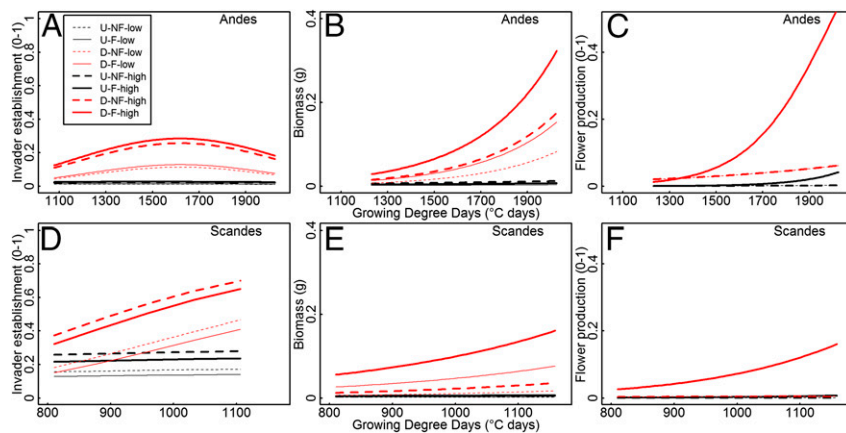 A
Andes
Invader establishment (0-1)
0 0.2 0.4 0.6 0.8 1
U-NF-low
U-F-low
D-NF-low
D-F-low
U-NF-high
U-F-high
D-NF-high
D-F-high
1100 1300 1500 1700 1900
B
Andes
Biomass (g)
0 0.2 0.4
1100 1300 1500 1700 1900
Growing Degree Days (°C days)
C
Andes
Flower production (0-1)
0 0.2 0.4
1100 1300 1500 1700 1900
D
Scandes
Invader establishment (0-1)
0 0.2 0.4 0.6 0.8 1
800 900 1000 1100
E
Scandes
Biomass (g)
0 0.2 0.4
800 900 1000 1100
Growing Degree Days (°C days)
F
Scandes
Flower production (0-1)
0 0.2 0.4
800 900 1000 1100